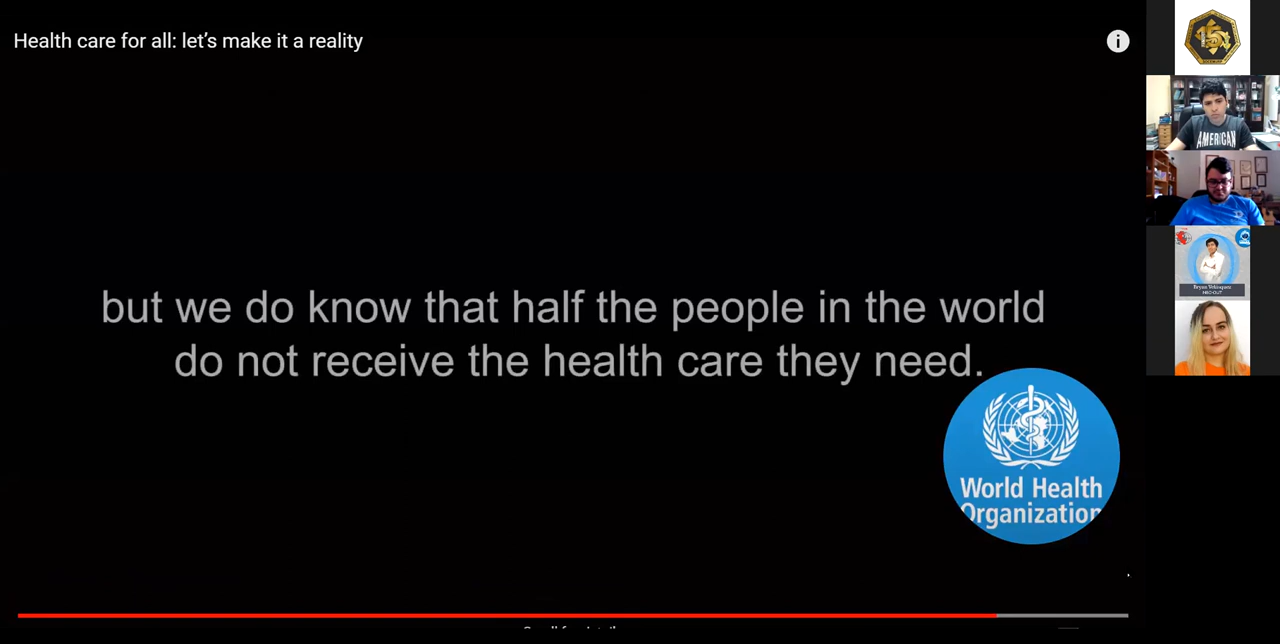 Health care for all: let’s make it a reality
but we do know that half the people in the world
do not receive the health care they need.
World Health
Organization
AMERICAN